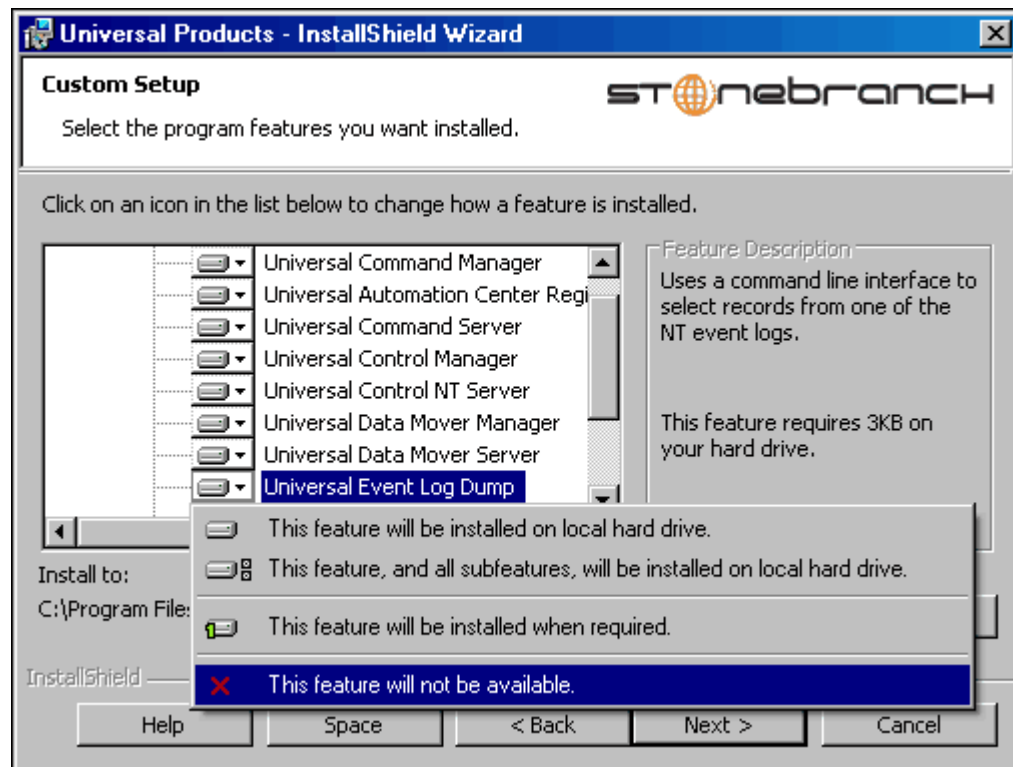 Universal Products - InstallShield Wizard
Custom Setup
STONEBRANCH
Select the program features you want installed.
Click on an icon in the list below to change how a feature is installed.
Universal Command Manager
Universal Automation Center Regi
Universal Command Server
Universal Control Manager
Universal Control NT Server
Universal Data Mover Manager
Universal Data Mover Server
Universal Event Log Dump
Feature Description
Uses a command line interface to
select records from one of the
NT event logs.
This feature requires 3KB on
your hard drive.
This feature will be installed on local hard drive.
This feature, and all subfeatures, will be installed on local hard drive.
This feature will be installed when required.
This feature will not be available.
Install to:
C:\Program Files
InstallShield
Help
Space
< Back
Next >
Cancel